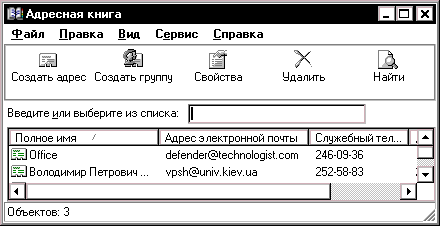 Адресная книга
Файл Правка Вид Сервис Справка
Создать адрес Создать группу Свойства Удалить Найти
Введите или выберите из списка:
Полное имя / Адрес электронной почты Служебный тел...
Office defender@technologist.com 246-09-36
Володимир Петрович ... vpsh@univ.kiev.ua 252-58-83
Объектов: 3